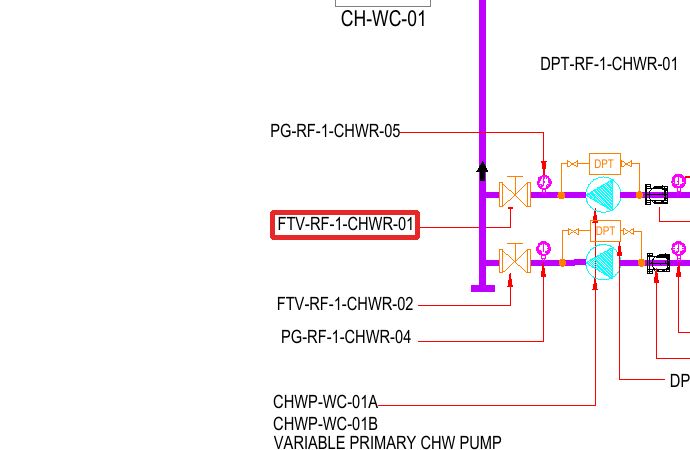 CH-WC-01
DPT-RF-1-CHWR-01
PG-RF-1-CHWR-05
DPT
FTV-RF-1-CHWR-01
DPT
FTV-RF-1-CHWR-02
PG-RF-1-CHWR-04
DP
CHWP-WC-01A
CHWP-WC-01B
VARIABLE PRIMARY CHW PUMP